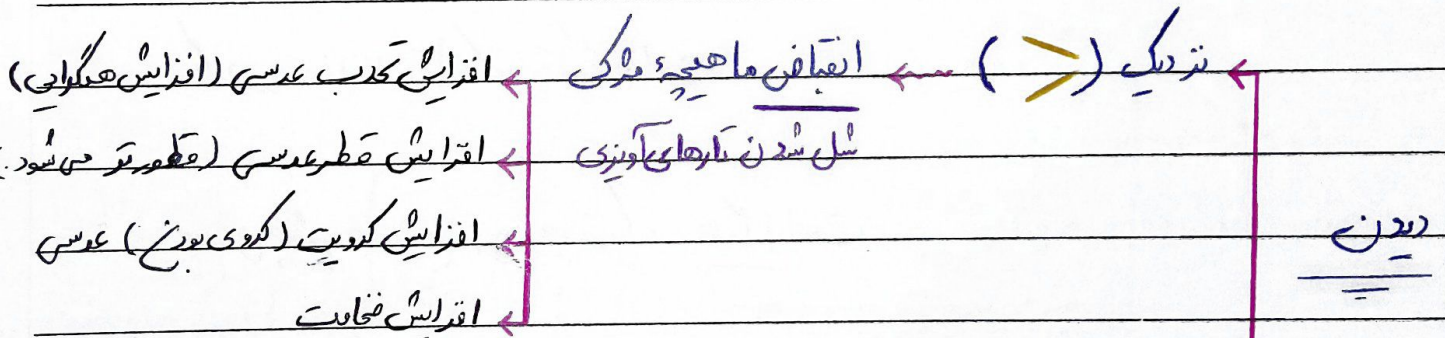 نزدیک ( > ) ← انقباض ماهیچهٔ مژکی ← افزایش تحدب عدسی (افزایش همگرایی)
شل شدن تارهای آویزی ← افزایش قطر عدسی (قطورتر می‌شود.)
دیدن ← افزایش کرویت (کروی بودن) عدسی
← افزایش ضخامت